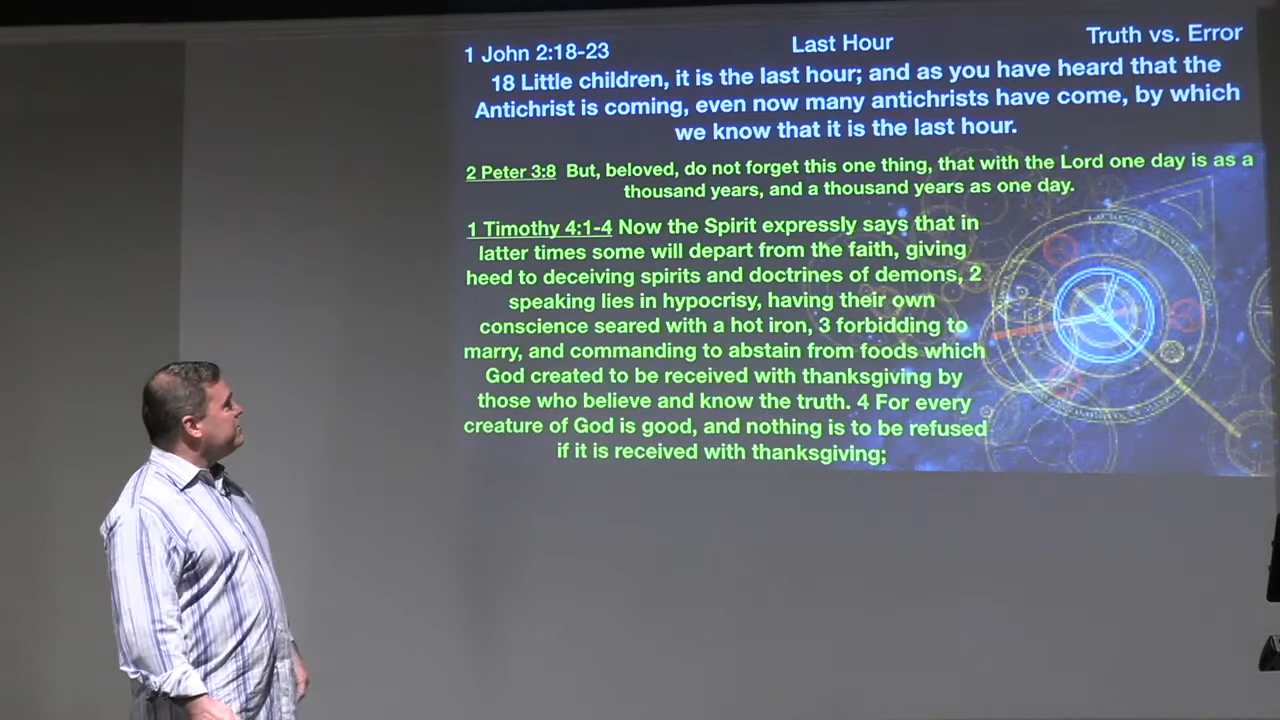 1 John 2:18-23 Last Hour Truth vs. Error
18 Little children, it is the last hour; and as you have heard that the
Antichrist is coming, even now many antichrists have come, by which
we know that it is the last hour.
2 Peter 3:8 But, beloved, do not forget this one thing, that with the Lord one day is as a
thousand years, and a thousand years as one day.
1 Timothy 4:1-4 Now the Spirit expressly says that in
latter times some will depart from the faith, giving
heed to deceiving spirits and doctrines of demons, 2
speaking lies in hypocrisy, having their own
conscience seared with a hot iron, 3 forbidding to
marry, and commanding to abstain from foods which
God created to be received with thanksgiving by
those who believe and know the truth. 4 For every
creature of God is good, and nothing is to be refused
if it is received with thanksgiving;